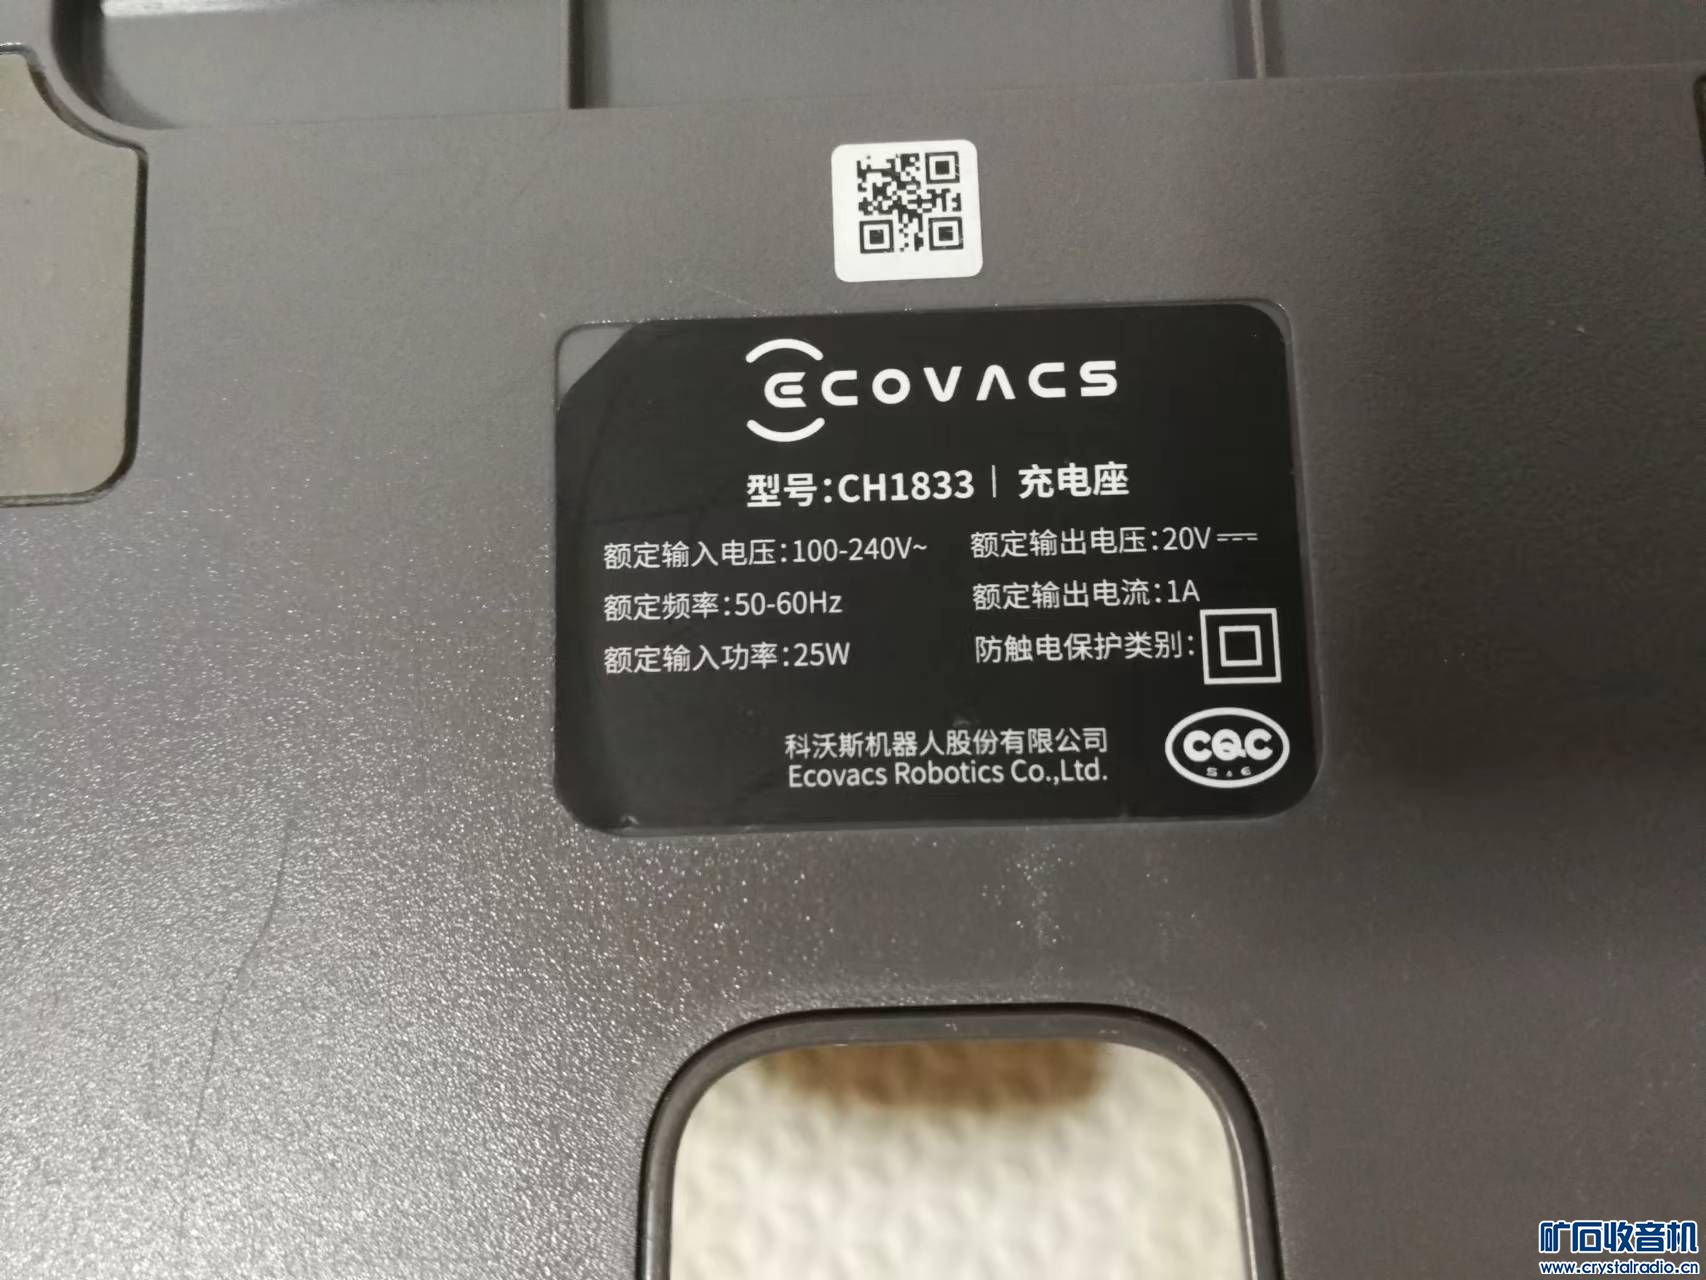 ECOVACS
型号:CH1833 | 充电座
额定输入电压:100-240V~
额定输出电压:20V⎓
额定频率:50-60Hz
额定输出电流:1A
额定输入功率:25W
防触电保护类别:
科沃斯机器人股份有限公司
Ecovacs Robotics Co.,Ltd.
CQC
S & E
矿石收音机
www.crystalradio.cn